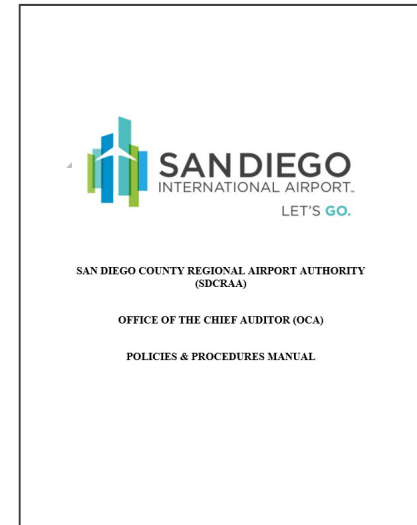 SAN DIEGO
INTERNATIONAL AIRPORT™
LET'S GO.
SAN DIEGO COUNTY REGIONAL AIRPORT AUTHORITY
(SDCRAA)
OFFICE OF THE CHIEF AUDITOR (OCA)
POLICIES & PROCEDURES MANUAL